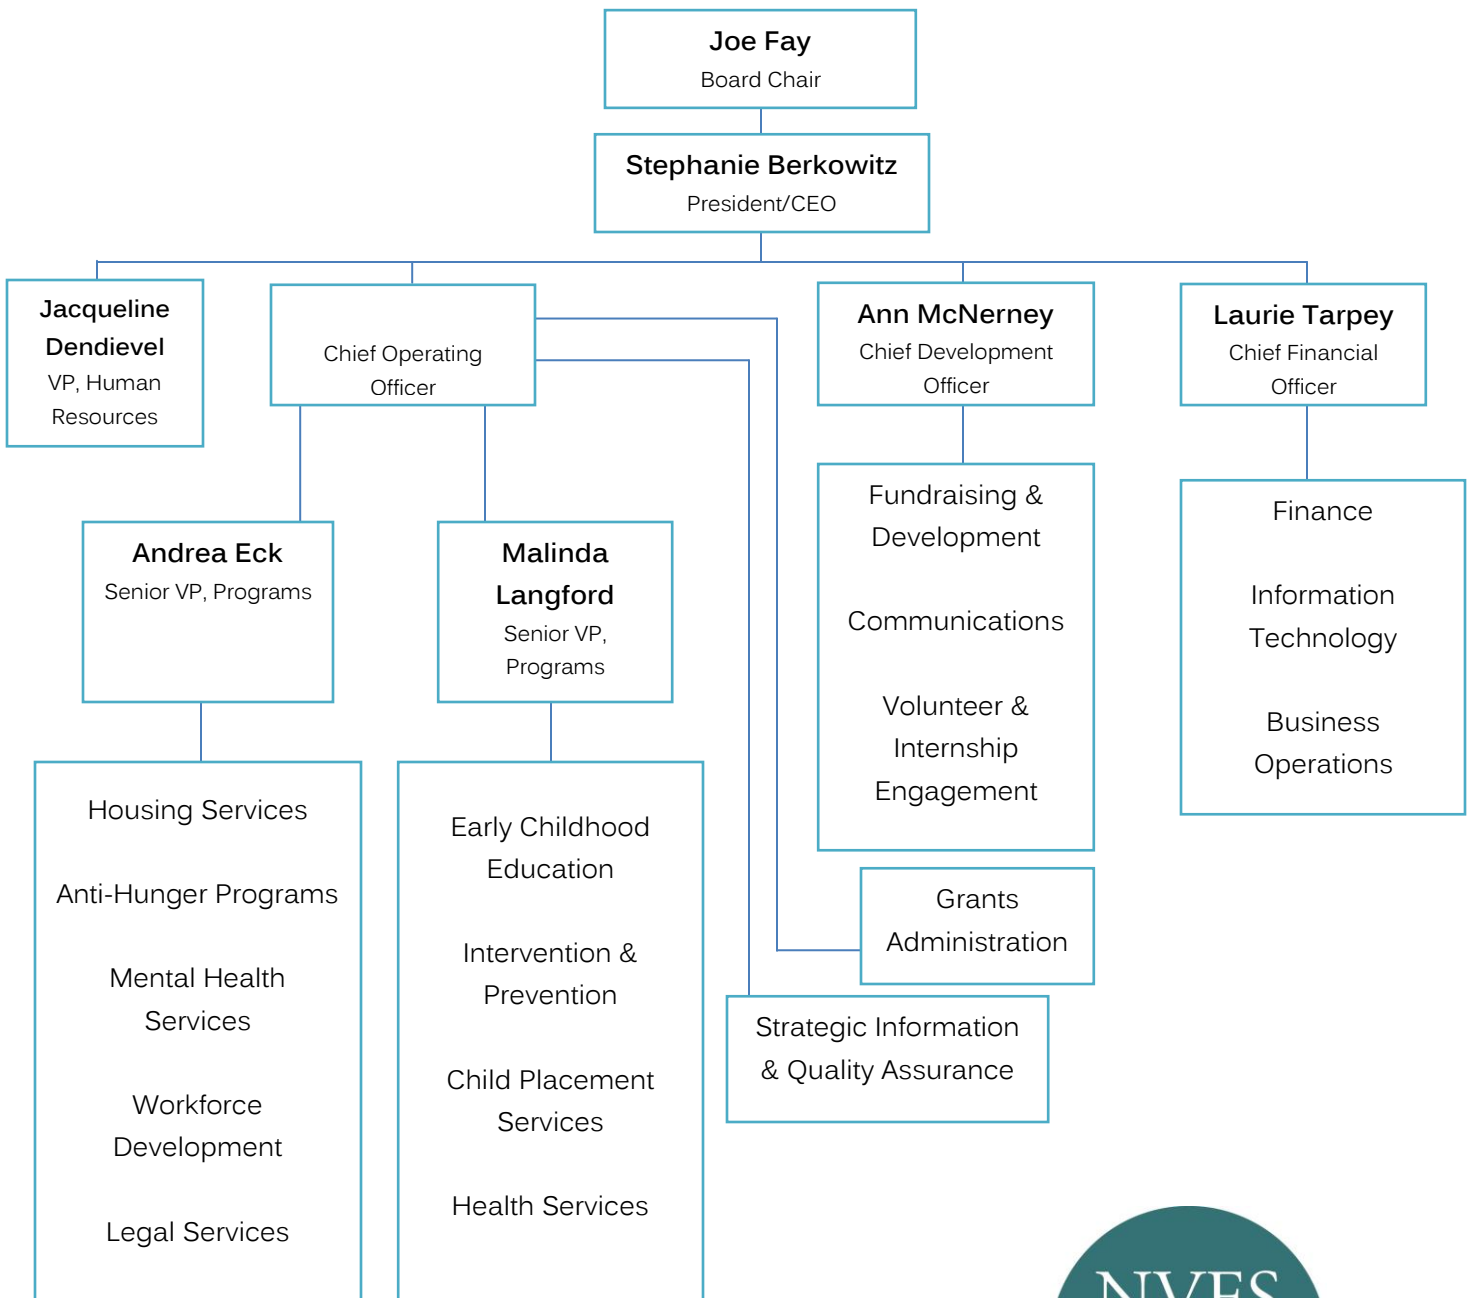 Joe Fay
Board Chair
Stephanie Berkowitz
President/CEO
Jacqueline
Dendievel
VP, Human
Resources
Chief Operating
Officer
Ann McNerney
Chief Development
Officer
Laurie Tarpey
Chief Financial
Officer
Andrea Eck
Senior VP, Programs
Malinda
Langford
Senior VP,
Programs
Fundraising &
Development
Communications
Volunteer &
Internship
Engagement
Finance
Information
Technology
Business
Operations
Housing Services
Anti-Hunger Programs
Mental Health
Services
Workforce
Development
Legal Services
Early Childhood
Education
Intervention &
Prevention
Child Placement
Services
Health Services
Grants
Administration
Strategic Information
& Quality Assurance
NVFS